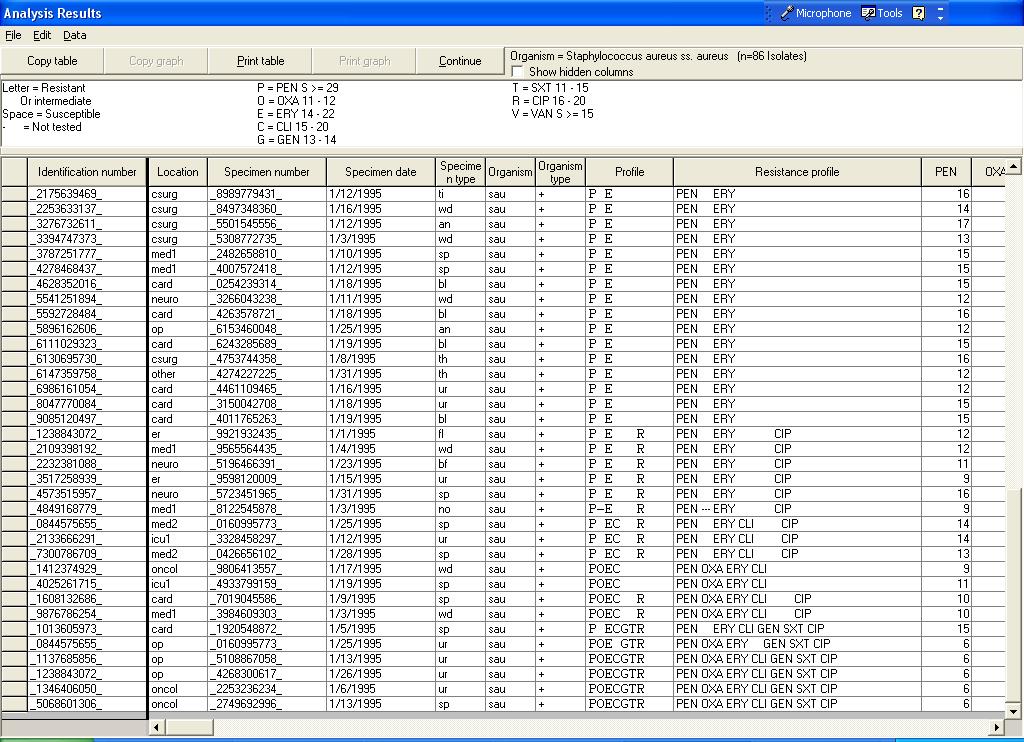 Analysis Results
Microphone Tools
File Edit Data
Copy table Copy graph Print table Print graph Continue Organism = Staphylococcus aureus ss. aureus (n=86 Isolates)
Show hidden columns
Letter = Resistant P = PEN S >= 29 T = SXT 11 - 15
Or intermediate O = OXA 11 - 12 R = CIP 16 - 20
Space = Susceptible E = ERY 14 - 22 V = VAN S >= 15
- = Not tested C = CLI 15 - 20
G = GEN 13 - 14
Identification number Location Specimen number Specimen date Specimen type Organism Organism type Profile Resistance profile PEN OXA
_2175639469_ csurg _8989779431_ 1/12/1995 ti sau + P E PEN ERY 16
_2253633137_ csurg _8497348360_ 1/16/1995 wd sau + P E PEN ERY 14
_3276732611_ csurg _5501545556_ 1/12/1995 an sau + P E PEN ERY 17
_3394747373_ csurg _5308772735_ 1/3/1995 wd sau + P E PEN ERY 13
_3787251777_ med1 _2482658810_ 1/10/1995 sp sau + P E PEN ERY 15
_4278468437_ med1 _4007572418_ 1/12/1995 sp sau + P E PEN ERY 15
_4628352016_ card _0254239314_ 1/18/1995 bl sau + P E PEN ERY 15
_5541251894_ neuro _3266043238_ 1/11/1995 wd sau + P E PEN ERY 12
_5592728484_ card _4263578721_ 1/18/1995 bl sau + P E PEN ERY 16
_5896162606_ op _6153460048_ 1/25/1995 an sau + P E PEN ERY 12
_6111029323_ card _6243285689_ 1/19/1995 bl sau + P E PEN ERY 15
_6130695730_ csurg _4753744358_ 1/8/1995 th sau + P E PEN ERY 16
_6147359758_ other _4274227225_ 1/31/1995 th sau + P E PEN ERY 12
_6986161054_ card _4461109465_ 1/16/1995 ur sau + P E PEN ERY 12
_8047770084_ card _3150042708_ 1/18/1995 ur sau + P E PEN ERY 15
_9085120497_ card _4011765263_ 1/19/1995 bl sau + P E PEN ERY 15
_1238843072_ er _9921932435_ 1/1/1995 fl sau + P E R PEN ERY CIP 12
_2109398192_ med1 _9565564435_ 1/4/1995 wd sau + P E R PEN ERY CIP 12
_2232381088_ neuro _5196466391_ 1/23/1995 bf sau + P E R PEN ERY CIP 11
_3517258939_ er _9598120009_ 1/15/1995 ur sau + P E R PEN ERY CIP 9
_4573515957_ neuro _5723451965_ 1/31/1995 sp sau + P E R PEN ERY CIP 16
_4849168779_ med1 _8122545878_ 1/3/1995 no sau + P-E R PEN --- ERY CIP 9
_0844575655_ med2 _0160995773_ 1/25/1995 sp sau + P EC R PEN ERY CLI CIP 14
_2133666291_ icu1 _3328458297_ 1/12/1995 ur sau + P EC R PEN ERY CLI CIP 14
_7300786709_ med2 _0426656102_ 1/28/1995 sp sau + P EC R PEN ERY CLI CIP 13
_1412374929_ oncol _9806413557_ 1/17/1995 wd sau + POEC PEN OXA ERY CLI 9
_4025261715_ icu1 _4933799159_ 1/19/1995 sp sau + POEC PEN OXA ERY CLI 11
_1608132686_ card _7019045586_ 1/9/1995 sp sau + POEC R PEN OXA ERY CLI CIP 10
_9876786254_ med1 _3984609303_ 1/3/1995 wd sau + POEC R PEN OXA ERY CLI CIP 10
_1013605973_ card _1920548872_ 1/5/1995 sp sau + P ECGTR PEN ERY CLI GEN SXT CIP 15
_0844575655_ op _0160995773_ 1/25/1995 ur sau + POE GTR PEN OXA ERY GEN SXT CIP 6
_1137685856_ op _5108867058_ 1/13/1995 ur sau + POECGTR PEN OXA ERY CLI GEN SXT CIP 6
_1238843072_ op _4268300617_ 1/26/1995 ur sau + POECGTR PEN OXA ERY CLI GEN SXT CIP 6
_1346406050_ oncol _2253236234_ 1/6/1995 ur sau + POECGTR PEN OXA ERY CLI GEN SXT CIP 6
_5068601306_ oncol _2749692996_ 1/13/1995 sp sau + POECGTR PEN OXA ERY CLI GEN SXT CIP 6